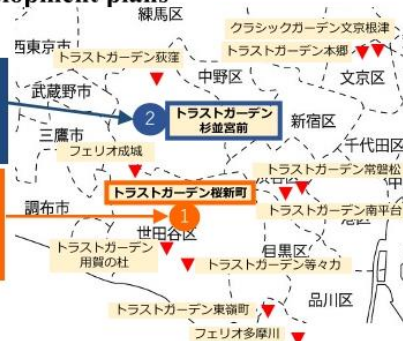 lopment plans
練馬区
クラシックガーデン文京根津
西東京市
トラストガーデン荻窪
トラストガーデン本郷
中野区
文京区
武蔵野市
2
トラストガーデン
杉並宮前
新宿区
三鷹市
千代田区
フェリオ成城
トラストガーデン常磐松
トラストガーデン桜新町
中
調布市
1
トラストガーデン南平台
世田谷区
トラストガーデン
用賀の杜
目黒区
トラストガーデン等々力
品川区
トラストガーデン東嶺町
フェリオ多摩川